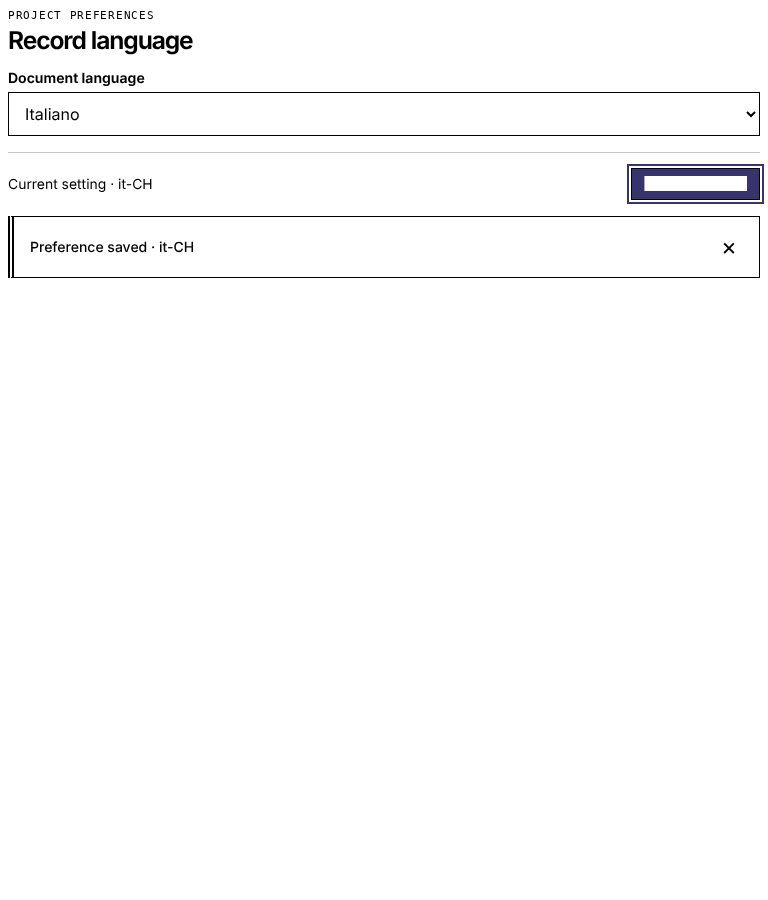 PROJECT PREFERENCES
Record language
Document language
Italiano
Current setting · it-CH
Preference saved · it-CH